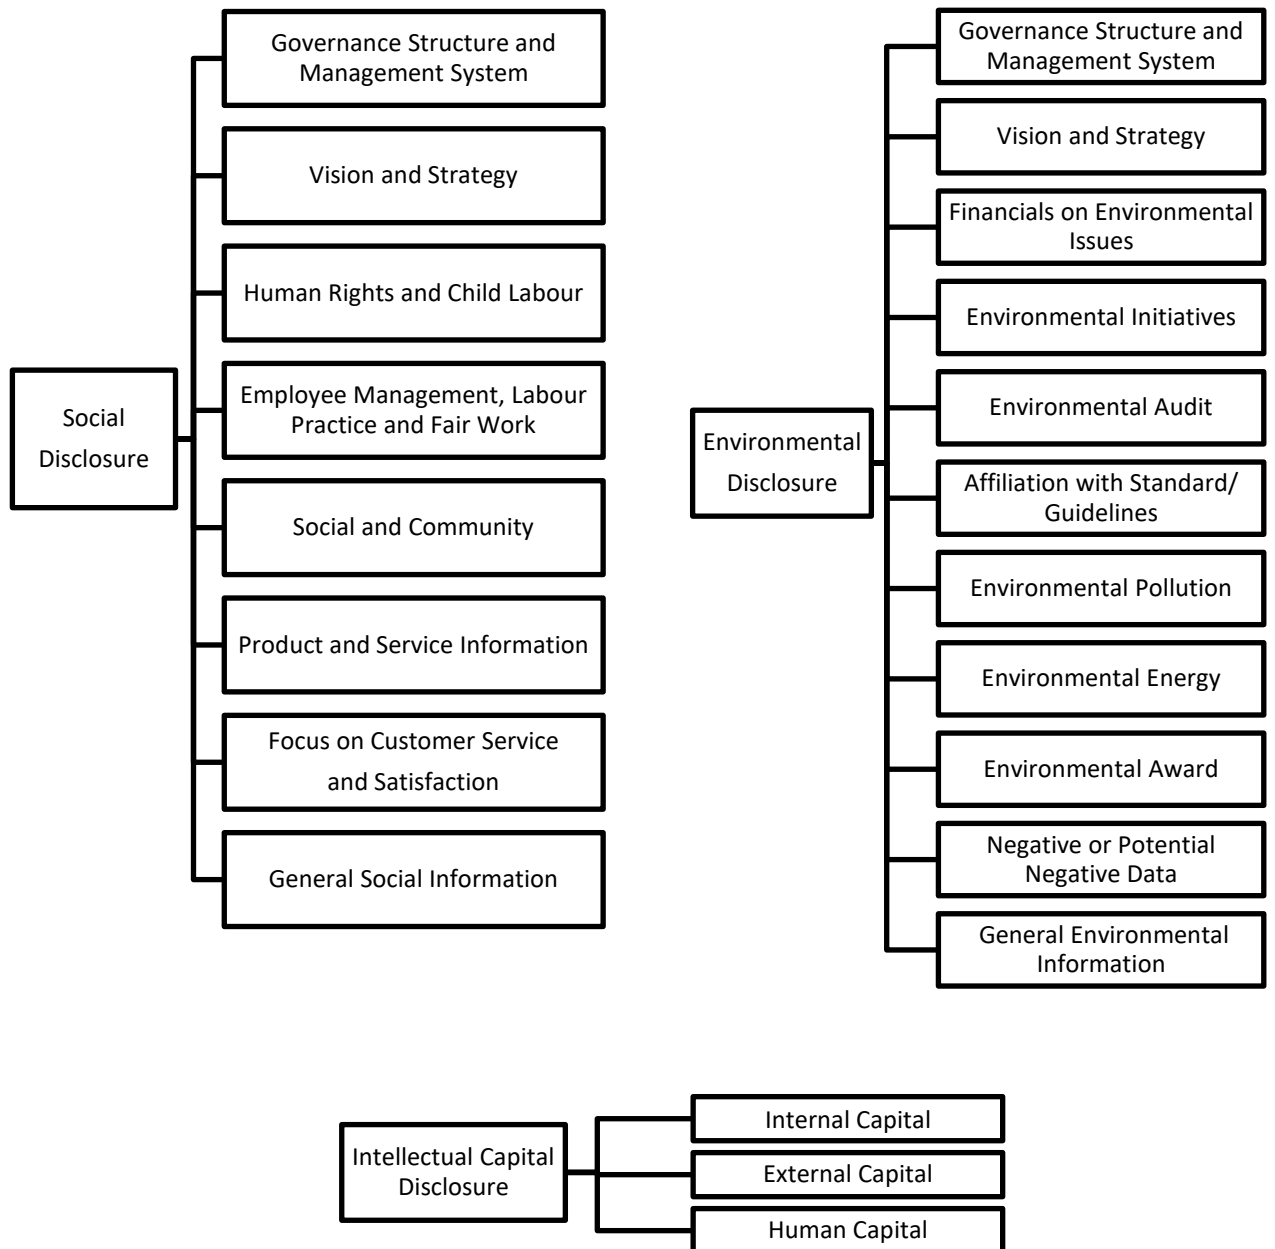 Social
Disclosure
Governance Structure and
Management System
Vision and Strategy
Human Rights and Child Labour
Employee Management, Labour
Practice and Fair Work
Social and Community
Product and Service Information
Focus on Customer Service
and Satisfaction
General Social Information
Environmental
Disclosure
Governance Structure and
Management System
Vision and Strategy
Financials on Environmental
Issues
Environmental Initiatives
Environmental Audit
Affiliation with Standard/
Guidelines
Environmental Pollution
Environmental Energy
Environmental Award
Negative or Potential
Negative Data
General Environmental
Information
Intellectual Capital
Disclosure
Internal Capital
External Capital
Human Capital